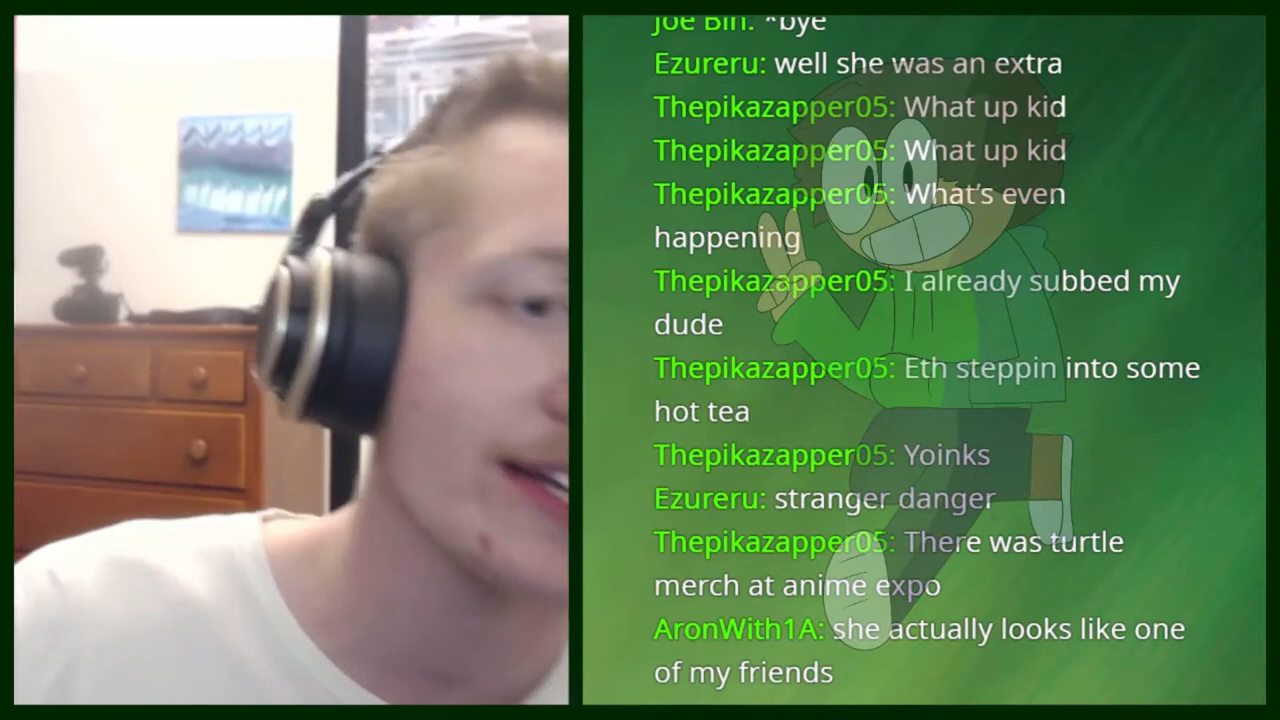 Joe Bin: *bye
Ezureru: well she was an extra
Thepikazapper05: What up kid
Thepikazapper05: What up kid
Thepikazapper05: What's even
happening
Thepikazapper05: I already subbed my
dude
Thepikazapper05: Eth steppin into some
hot tea
Thepikazapper05: Yoinks
Ezureru: stranger danger
Thepikazapper05: There was turtle
merch at anime expo
AronWith1A: she actually looks like one
of my friends